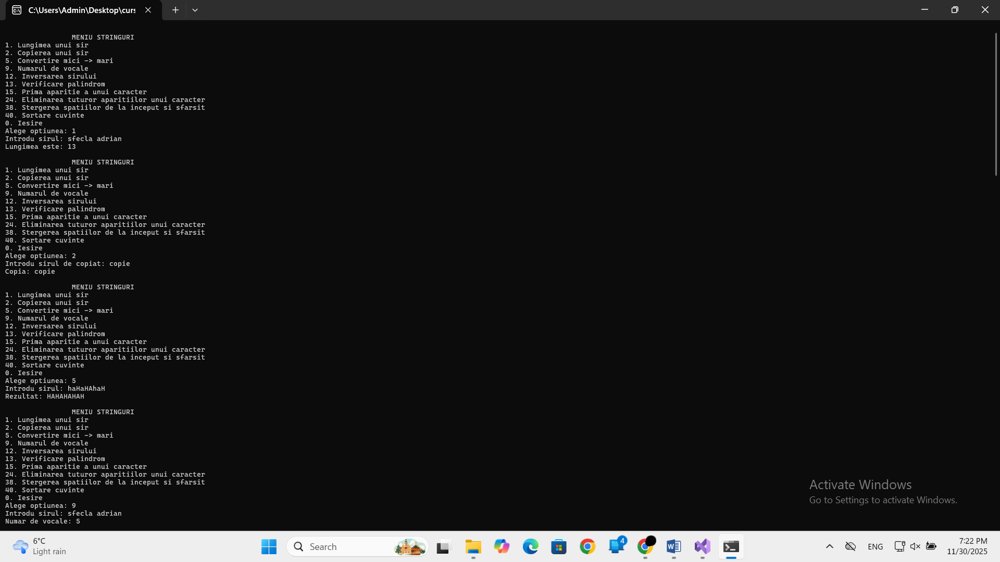 C:\Users\Admin\Desktop\curs
MENIU STRINGURI
1. Lungimea unui sir
2. Copierea unui sir
5. Convertire mici -> mari
9. Numarul de vocale
12. Inversarea sirului
13. Verificare palindrom
15. Prima aparitie a unui caracter
24. Eliminarea tuturor aparitiilor unui caracter
38. Stergerea spatiilor de la inceput si sfarsit
40. Sortare cuvinte
0. Iesire
Alege optiunea: 1
Introdu sirul: sfecla adrian
Lungimea este: 13
MENIU STRINGURI
1. Lungimea unui sir
2. Copierea unui sir
5. Convertire mici -> mari
9. Numarul de vocale
12. Inversarea sirului
13. Verificare palindrom
15. Prima aparitie a unui caracter
24. Eliminarea tuturor aparitiilor unui caracter
38. Stergerea spatiilor de la inceput si sfarsit
40. Sortare cuvinte
0. Iesire
Alege optiunea: 2
Introdu sirul de copiat: copie
Copia: copie
MENIU STRINGURI
1. Lungimea unui sir
2. Copierea unui sir
5. Convertire mici -> mari
9. Numarul de vocale
12. Inversarea sirului
13. Verificare palindrom
15. Prima aparitie a unui caracter
24. Eliminarea tuturor aparitiilor unui caracter
38. Stergerea spatiilor de la inceput si sfarsit
40. Sortare cuvinte
0. Iesire
Alege optiunea: 5
Introdu sirul: haHaHAhaH
Rezultat: HAHAHAHAH
MENIU STRINGURI
1. Lungimea unui sir
2. Copierea unui sir
5. Convertire mici -> mari
9. Numarul de vocale
12. Inversarea sirului
13. Verificare palindrom
15. Prima aparitie a unui caracter
24. Eliminarea tuturor aparitiilor unui caracter
38. Stergerea spatiilor de la inceput si sfarsit
40. Sortare cuvinte
0. Iesire
Alege optiunea: 9
Introdu sirul: sfecla adrian
Numar de vocale: 5
Activate Windows
Go to Settings to activate Windows.
6°C
Light rain
Search
4
ENG
7:22 PM
11/30/2025